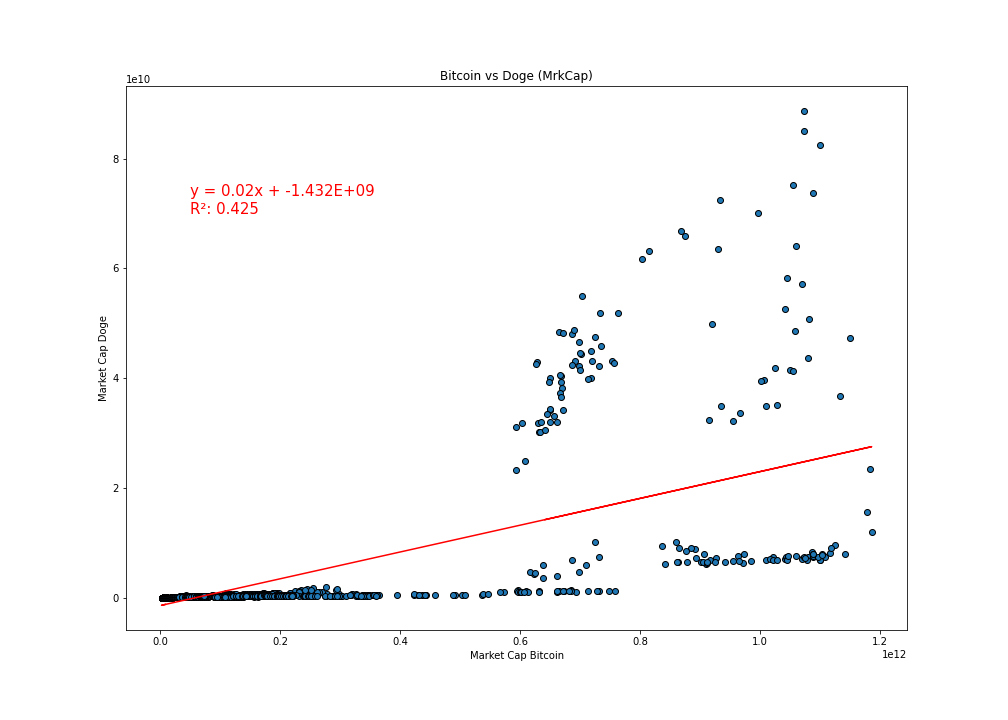 Bitcoin vs Doge (MrkCap)
1e10
y = 0.02x + -1.432E+09
R²: 0.425
8
6
4
2
0
Market Cap Doge
0.0 0.2 0.4 0.6 0.8 1.0 1.2
Market Cap Bitcoin
1e12